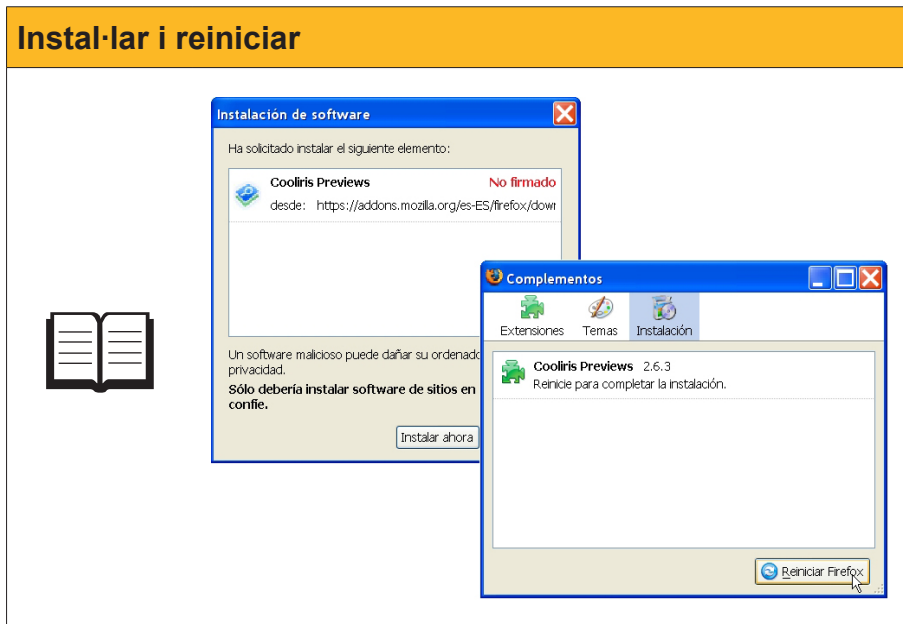 Instal·lar i reiniciar
Instalación de software
Ha solicitado instalar el siguiente elemento:
Cooliris Previews No firmado
desde: https://addons.mozilla.org/es-ES/firefox/dow
Un software malicioso puede dañar su ordenado
privacidad.
Sólo debería instalar software de sitios en
confíe.
Instalar ahora
Complementos
Extensiones Temas Instalación
Cooliris Previews 2.6.3
Reinicie para completar la instalación.
Reiniciar Firefox